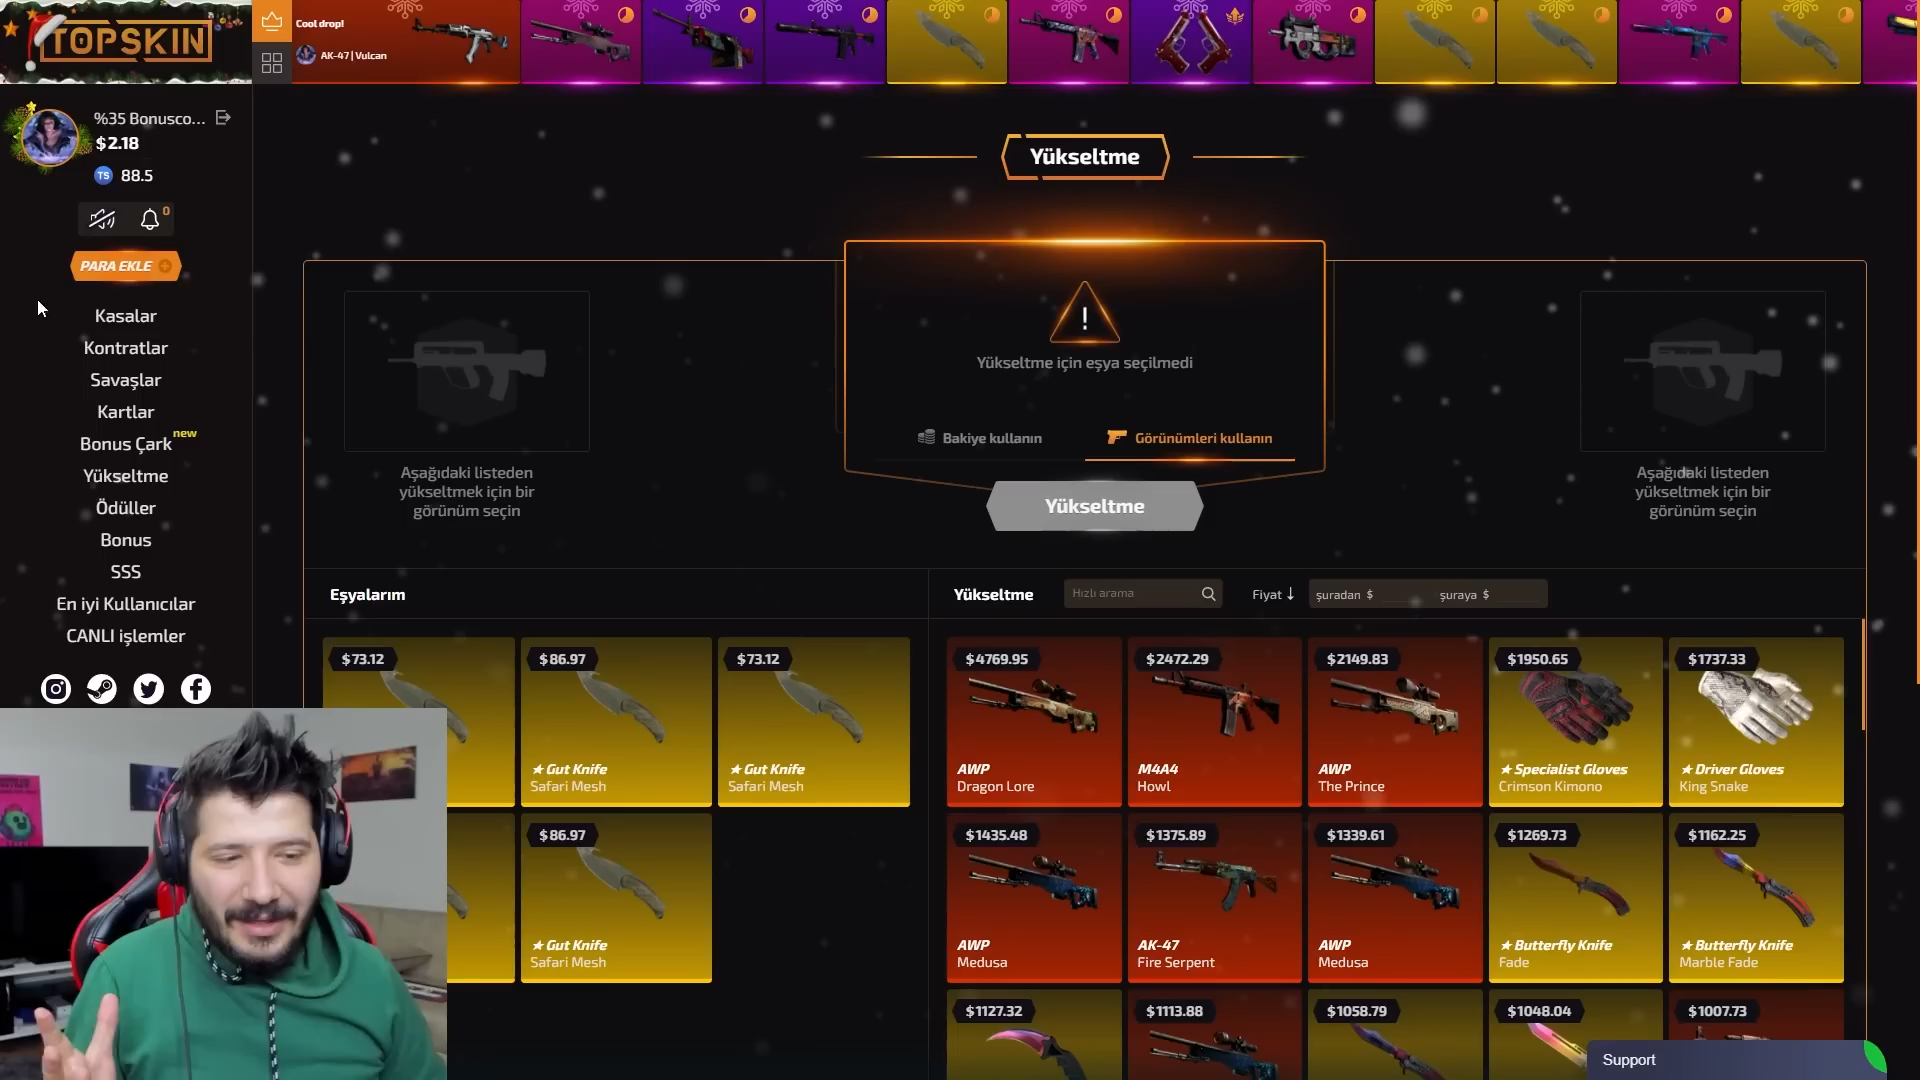 TOPSKIN
Cool drop!
AK-47 | Vulcan
%35 Bonusco...
$2.18
TS 88.5
0
PARA EKLE
Kasalar
Kontratlar
Savaşlar
Kartlar
Bonus Çark new
Yükseltme
Ödüller
Bonus
SSS
En iyi Kullanıcılar
CANLI işlemler
Yükseltme
!
Yükseltme için eşya seçilmedi
Bakiye kullanın
Görünümleri kullanın
Yükseltme
Aşağıdaki listeden
yükseltmek için bir
görünüm seçin
Aşağıdaki listeden
yükseltmek için bir
görünüm seçin
Eşyalarım
$73.12
$86.97
★ Gut Knife
Safari Mesh
$73.12
★ Gut Knife
Safari Mesh
$86.97
★ Gut Knife
Safari Mesh
Yükseltme
Hızlı arama
Fiyat ↓
şuradan $
şuraya $
$4769.95
AWP
Dragon Lore
$2472.29
M4A4
Howl
$2149.83
AWP
The Prince
$1950.65
★ Specialist Gloves
Crimson Kimono
$1737.33
★ Driver Gloves
King Snake
$1435.48
AWP
Medusa
$1375.89
AK-47
Fire Serpent
$1339.61
AWP
Medusa
$1269.73
★ Butterfly Knife
Fade
$1162.25
★ Butterfly Knife
Marble Fade
$1127.32
$1113.88
$1058.79
$1048.04
$1007.73
Support